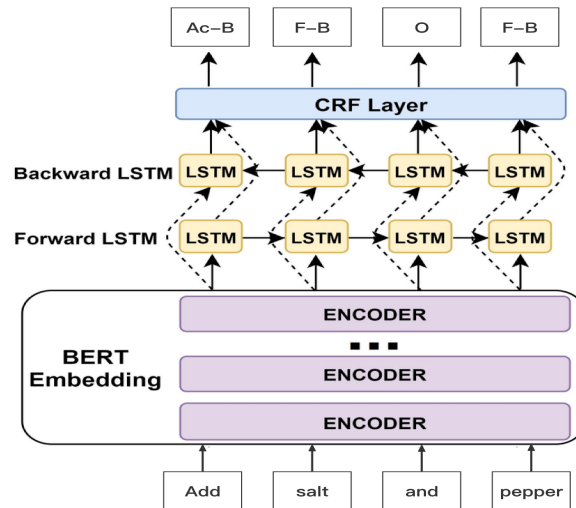 Ac-B F-B O F-B
CRF Layer
Backward LSTM LSTM LSTM LSTM LSTM
Forward LSTM LSTM LSTM LSTM LSTM
ENCODER
BERT
Embedding
ENCODER
ENCODER
Add salt and pepper